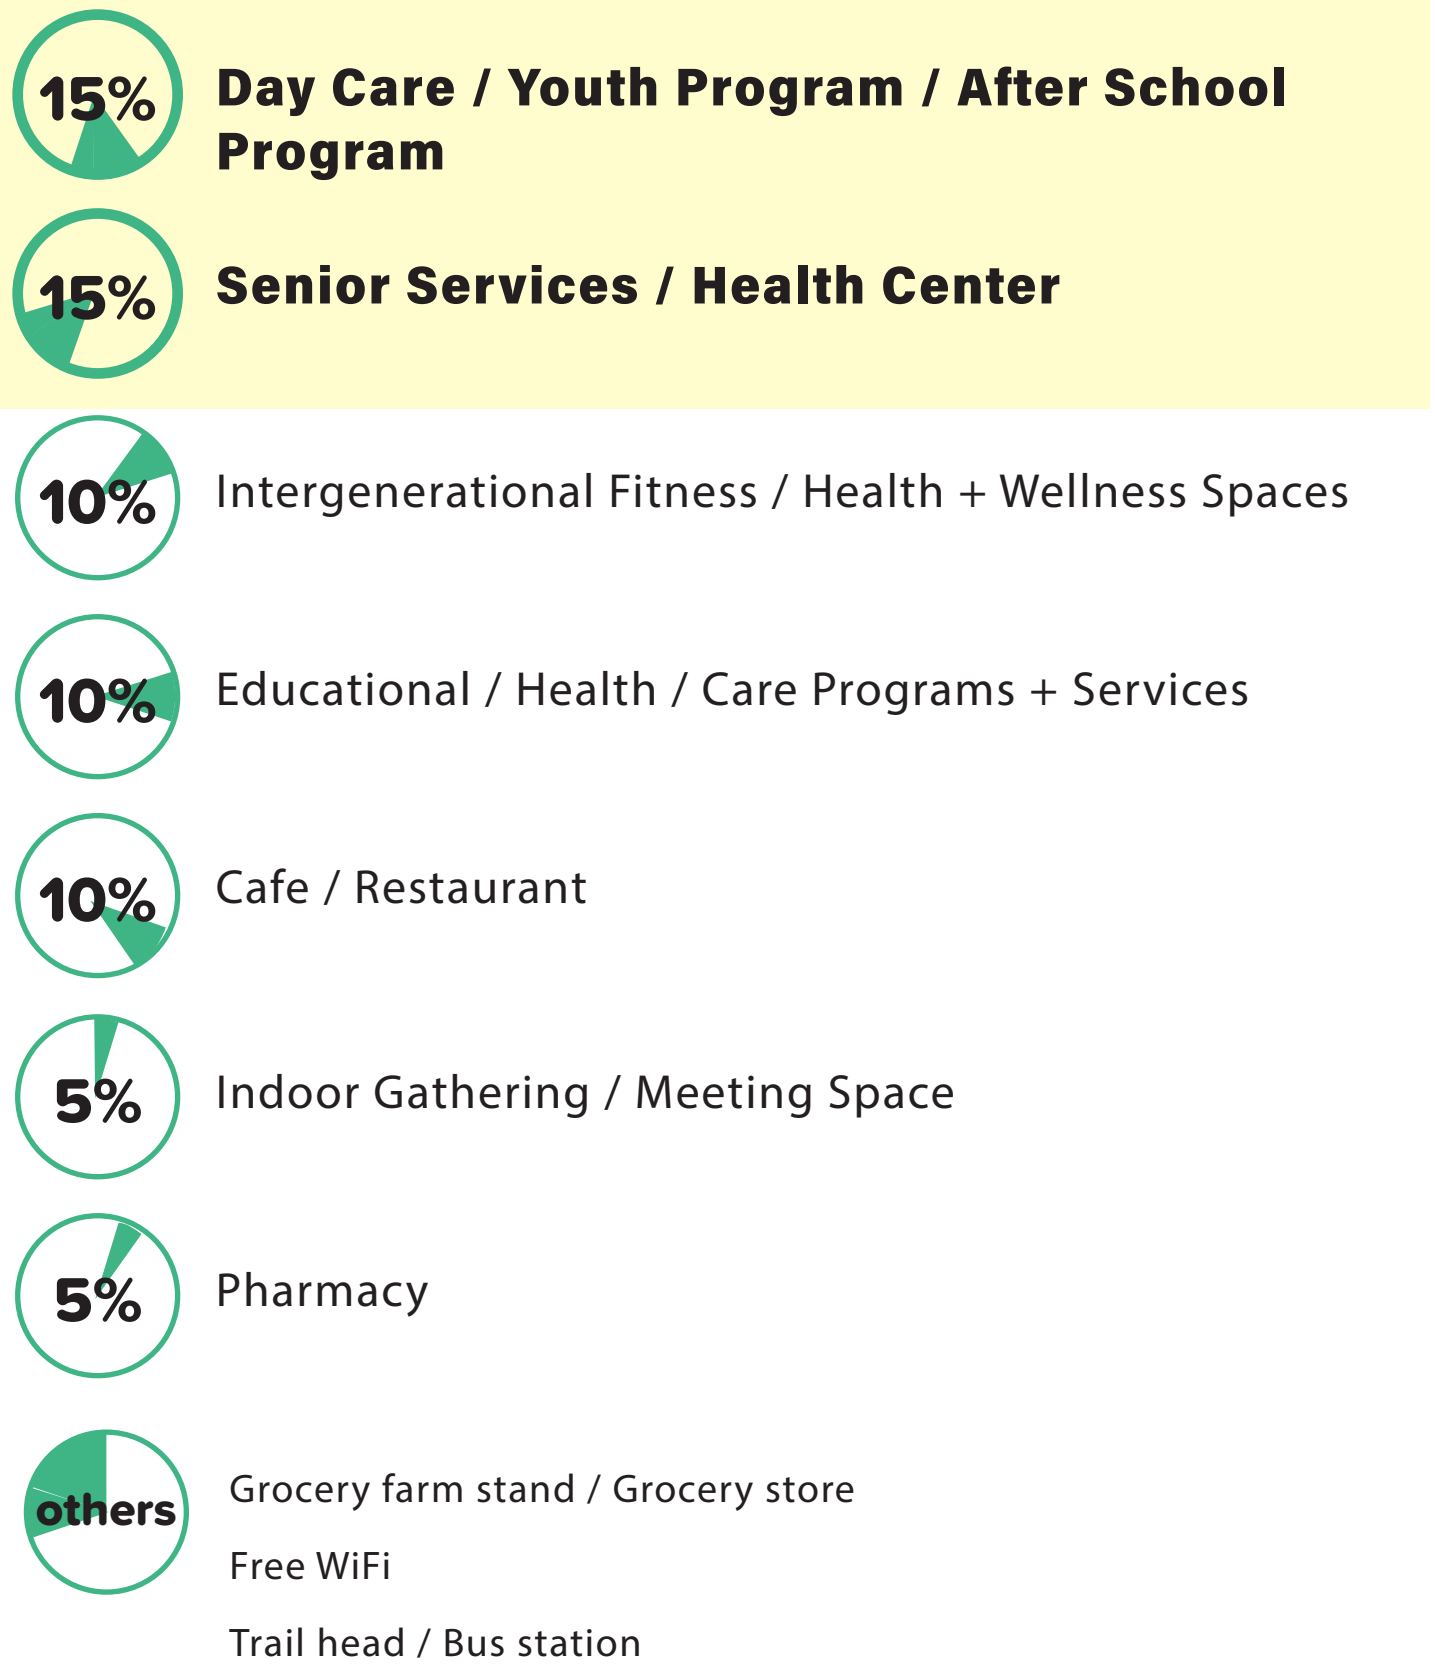 15%
Day Care / Youth Program / After School
Program
15%
Senior Services / Health Center
10%
Intergenerational Fitness / Health + Wellness Spaces
10%
Educational / Health / Care Programs + Services
10%
Cafe / Restaurant
5%
Indoor Gathering / Meeting Space
5%
Pharmacy
others
Grocery farm stand / Grocery store
Free WiFi
Trail head / Bus station